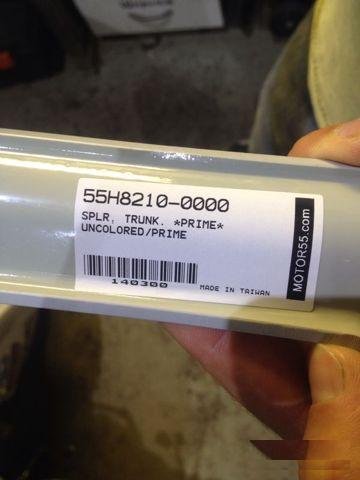 55H8210-0000
SPLR, TRUNK. *PRIME*
UNCOLORED/PRIME
140300
MADE IN TAIWAN
MOTOR55.com